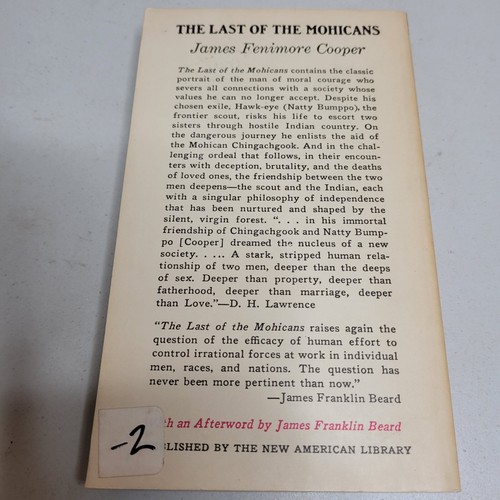 THE LAST OF THE MOHICANS
James Fenimore Cooper
The Last of the Mohicans contains the classic
portrait of the man of moral courage who
severs all connections with a society whose
values he can no longer accept. Despite his
chosen exile, Hawk-eye (Natty Bumppo), the
frontier scout, risks his life to escort two
sisters through hostile Indian country. On
the dangerous journey he enlists the aid of
the Mohican Chingachgook. And in the chal-
lenging ordeal that follows, in their encoun-
ters with deception, brutality, and the deaths
of loved ones, the friendship between the two
men deepens—the scout and the Indian, each
with a singular philosophy of independence
that has been nurtured and shaped by the
silent, virgin forest. ". . . in his immortal
friendship of Chingachgook and Natty Bump-
po [Cooper] dreamed the nucleus of a new
society. . . . . A stark, stripped human rela-
tionship of two men, deeper than the deeps
of sex. Deeper than property, deeper than
fatherhood, deeper than marriage, deeper
than Love."—D. H. Lawrence
"The Last of the Mohicans raises again the
question of the efficacy of human effort to
control irrational forces at work in individual
men, races, and nations. The question has
never been more pertinent than now."
—James Franklin Beard
an Afterword by James Franklin Beard
BY THE NEW AMERICAN LIBRARY
-2